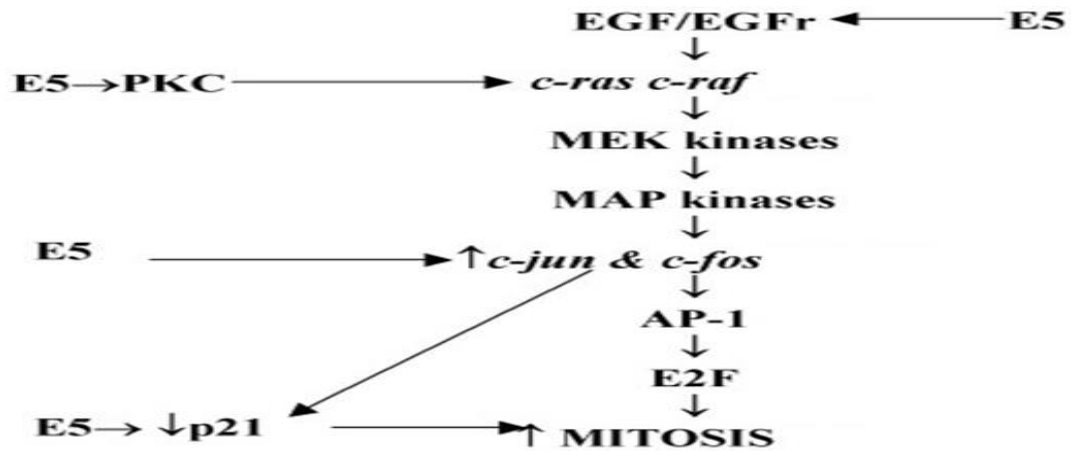 EGF/EGFr ← E5
↓
E5→PKC → c-ras c-raf
↓
MEK kinases
↓
MAP kinases
↓
E5 → ↑c-jun & c-fos
↓
AP-1
↓
E2F
↓
E5→ ↓p21 → ↑ MITOSIS